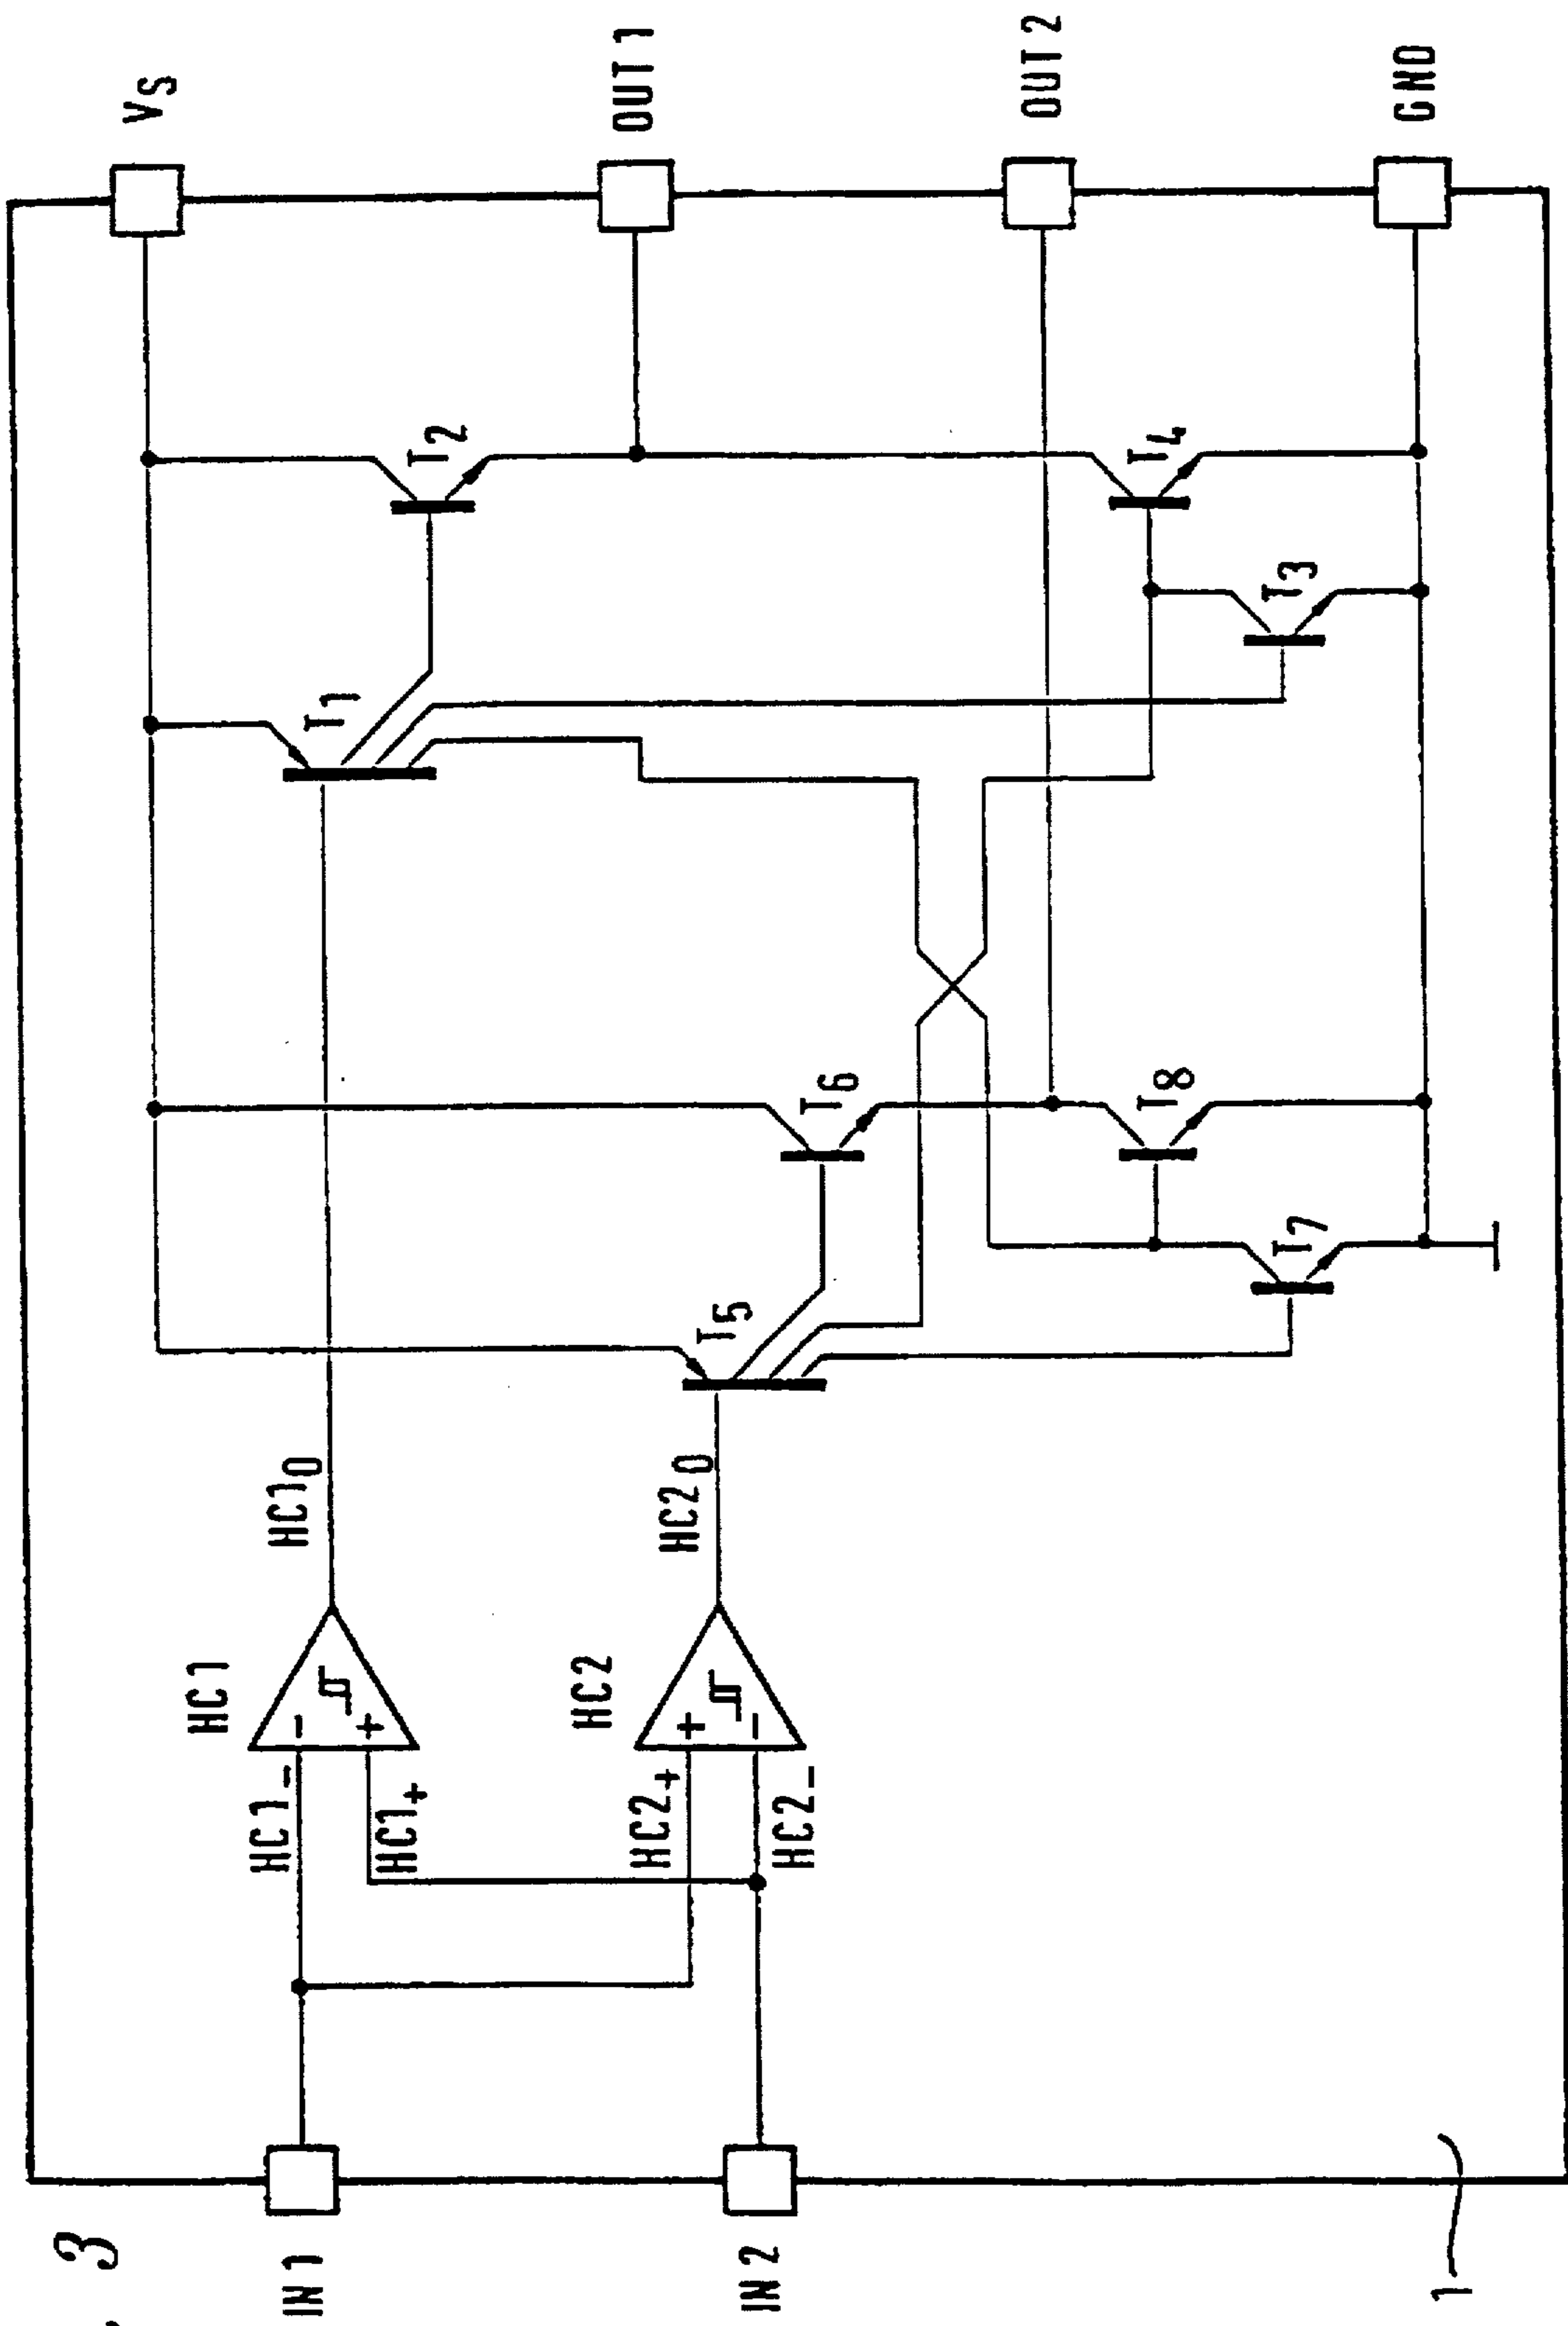 3
VS
OUT 1
OUT 2
GND
T2
T4
T3
T1
T6
T8
T7
T5
HC1O
HC2O
HC1
HC2
-
+
+
-
HC1-
HC1+
HC2+
HC2-
IN 1
IN 2
1